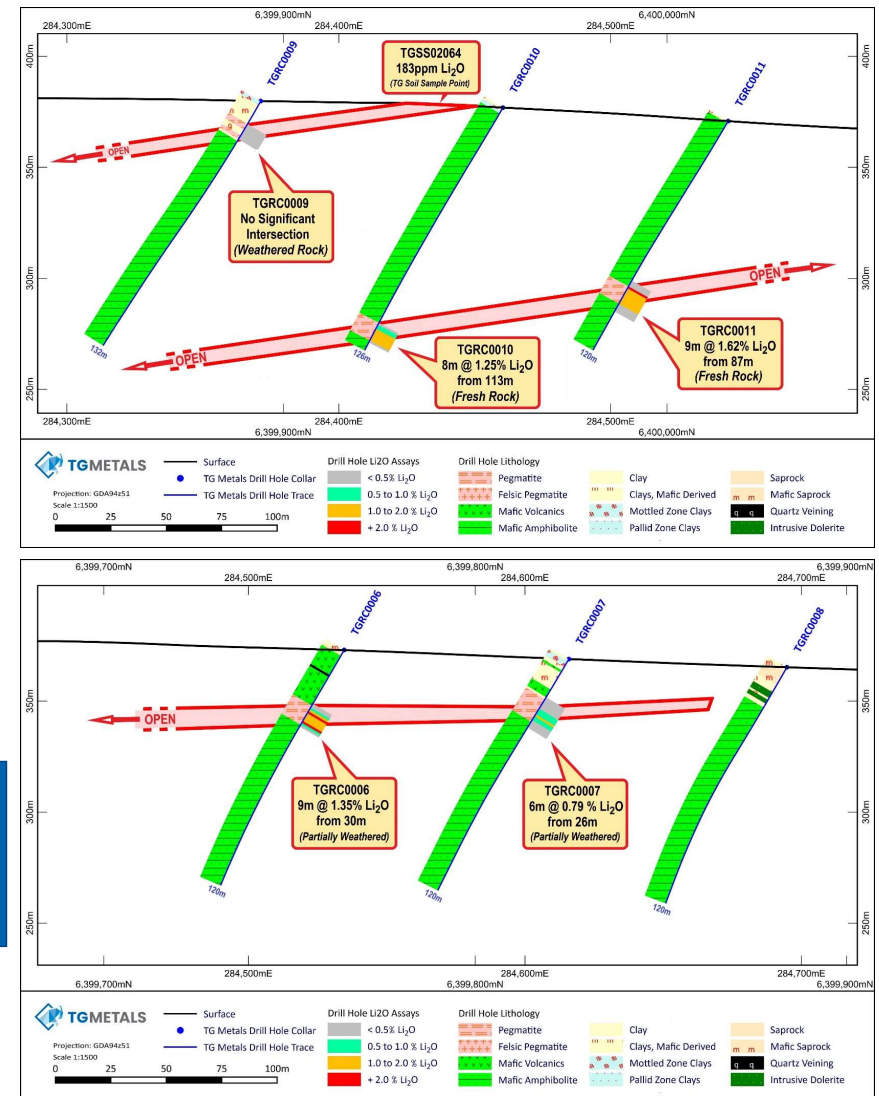 6,399,900mN 6,400,000mN
284,300mE 284,400mE 284,500mE
400m 400m
350m 350m
300m 300m
250m 250m
TGRC0009
TGRC0010
TGRC0011
TGSS02064
183ppm Li₂O
(TG Soil Sample Point)
OPEN
m
g
TGRC0009
No Significant
Intersection
(Weathered Rock)
OPEN
OPEN
132m
126m
120m
TGRC0010
8m @ 1.25% Li₂O
from 113m
(Fresh Rock)
TGRC0011
9m @ 1.62% Li₂O
from 87m
(Fresh Rock)
284,300mE 284,400mE 284,500mE
6,399,900mN 6,400,000mN
TGMETALS
Projection: GDA94z51
Scale 1:1500
0 25 50 100m
Surface
TG Metals Drill Hole Collar
TG Metals Drill Hole Trace
Drill Hole Li2O Assays
< 0.5% Li₂O
0.5 to 1.0 % Li₂O
1.0 to 2.0 % Li₂O
+ 2.0 % Li₂O
Drill Hole Lithology
Pegmatite
Felsic Pegmatite
Mafic Volcanics
Mafic Amphibolite
Clay
Clays, Mafic Derived
Mottled Zone Clays
Pallid Zone Clays
Saprock
m m Mafic Saprock
q q Quartz Veining
Intrusive Dolerite
6,399,700mN 6,399,800mN 6,399,900mN
284,500mE 284,600mE 284,700mE
350m 350m
300m 300m
250m 250m
TGRC0006
TGRC0007
TGRC0008
m
m
m
m
m
OPEN
TGRC0006
9m @ 1.35% Li₂O
from 30m
(Partially Weathered)
TGRC0007
6m @ 0.79 % Li₂O
from 26m
(Partially Weathered)
120m
120m
120m
284,500mE 284,600mE 284,700mE
6,399,700mN 6,399,800mN 6,399,900mN
TGMETALS
Projection: GDA94z51
Scale 1:1500
0 25 50 100m
Surface
TG Metals Drill Hole Collar
TG Metals Drill Hole Trace
Drill Hole Li2O Assays
< 0.5% Li₂O
0.5 to 1.0 % Li₂O
1.0 to 2.0 % Li₂O
+ 2.0 % Li₂O
Drill Hole Lithology
Pegmatite
Felsic Pegmatite
Mafic Volcanics
Mafic Amphibolite
Clay
Clays, Mafic Derived
Mottled Zone Clays
Pallid Zone Clays
Saprock
m m Mafic Saprock
q q Quartz Veining
Intrusive Dolerite